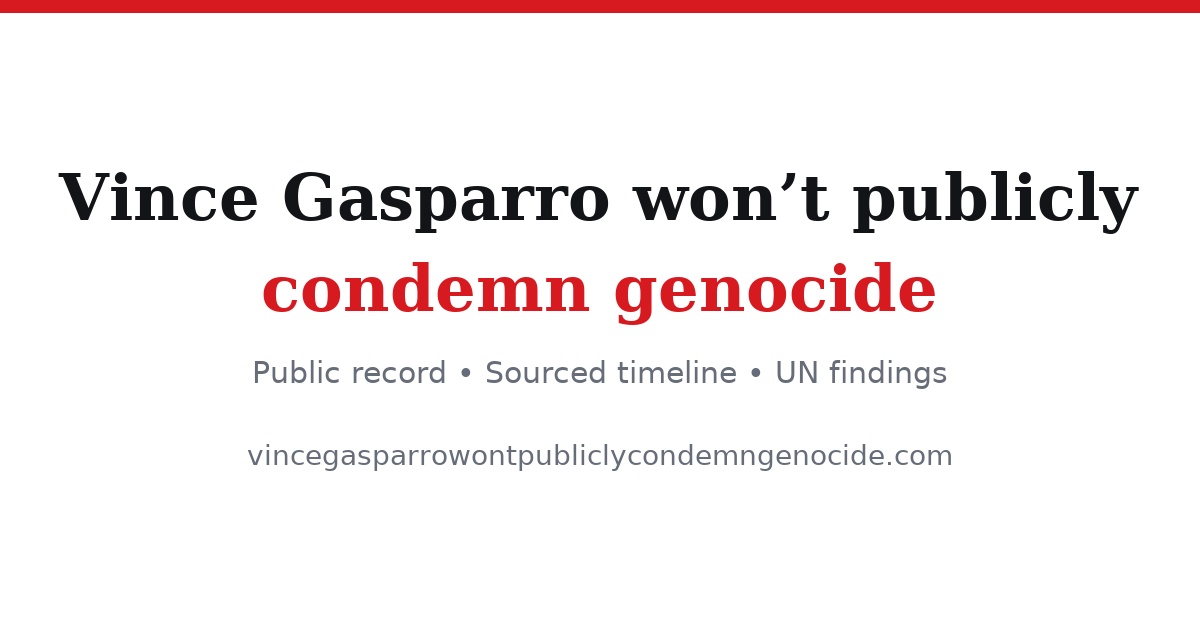 Vince Gasparro won’t publicly
condemn genocide
Public record • Sourced timeline • UN findings
vincegasparrowontpubliclycondemngenocide.com